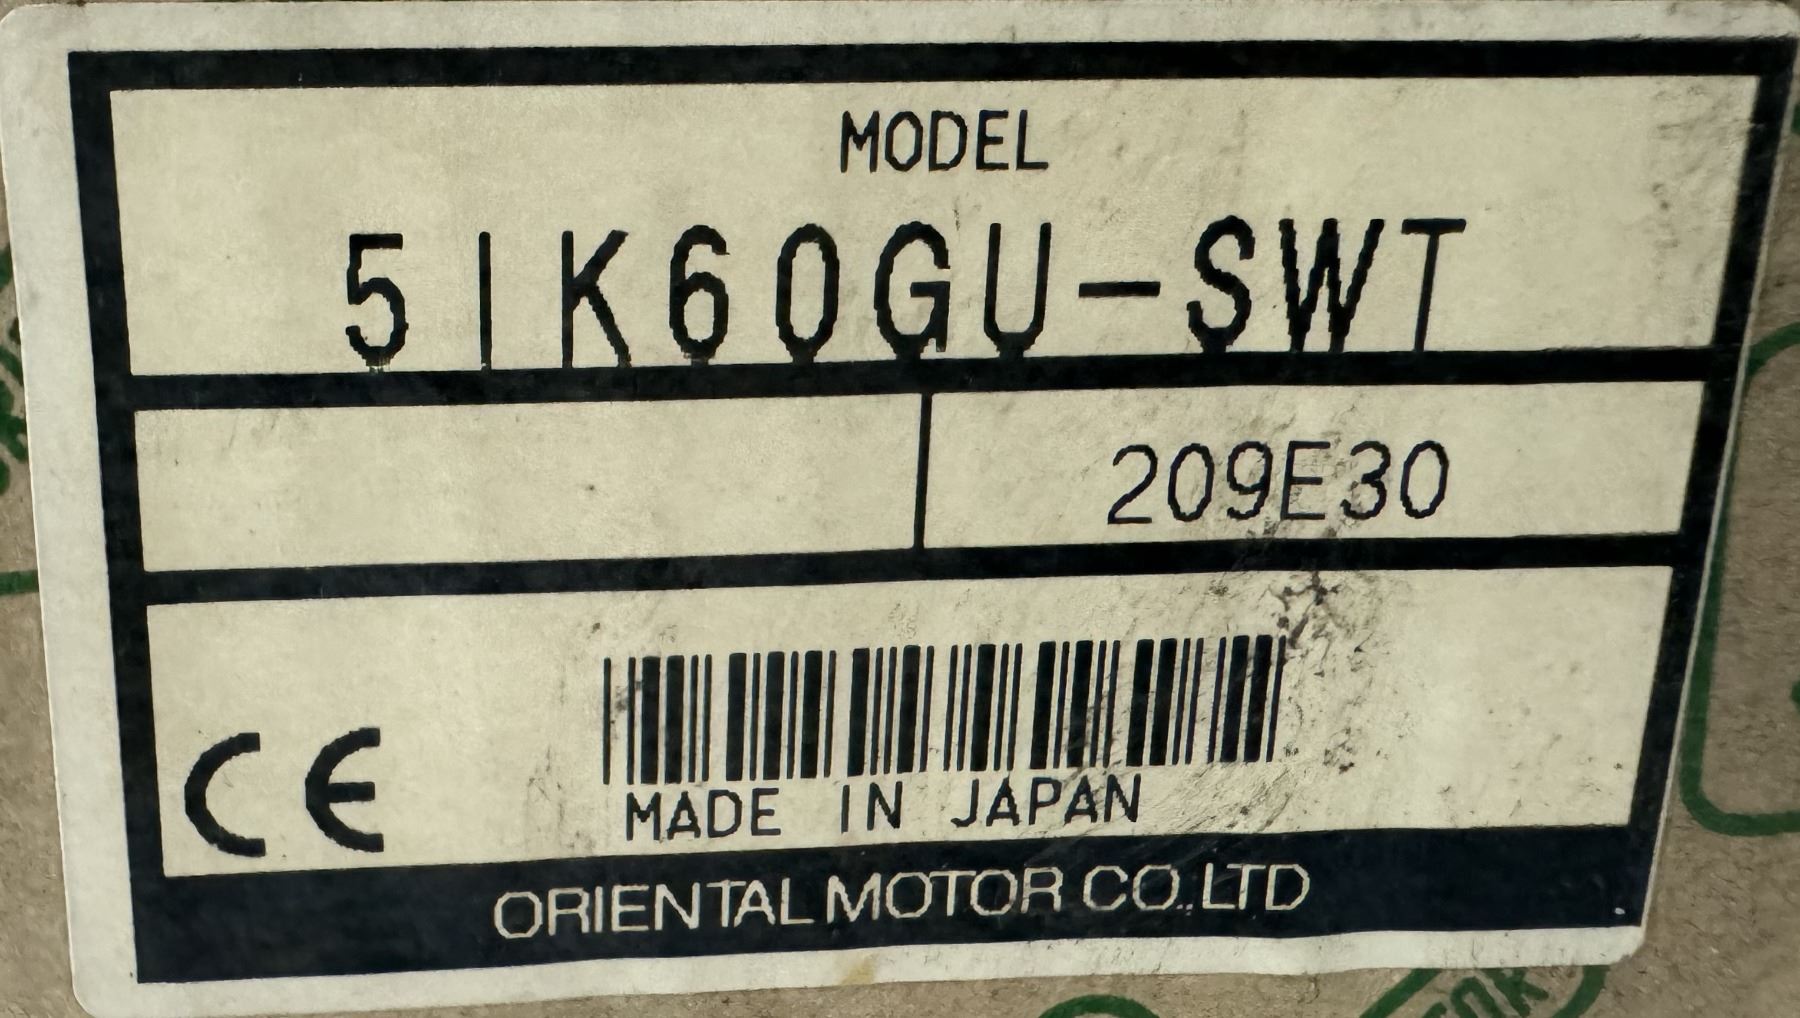 MODEL
5IK60GU-SWT
209E30
CE
MADE IN JAPAN
ORIENTAL MOTOR CO.,LTD